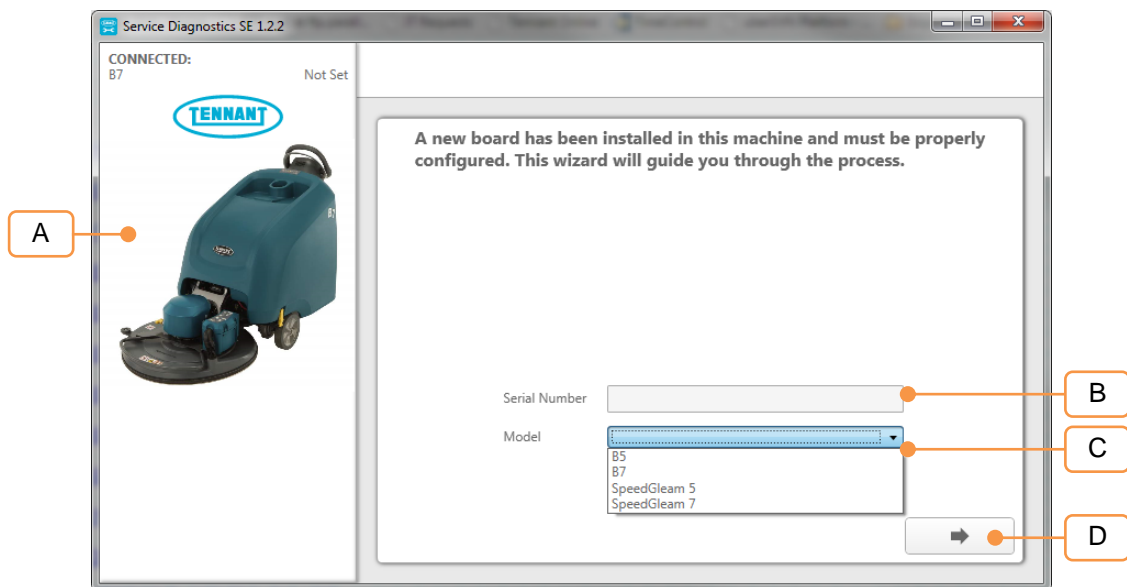 Service Diagnostics SE 1.2.2
CONNECTED:
B7 Not Set
TENNANT
B7
A new board has been installed in this machine and must be properly
configured. This wizard will guide you through the process.
A
Serial Number
B
Model
C
B5
B7
SpeedGleam 5
SpeedGleam 7
D